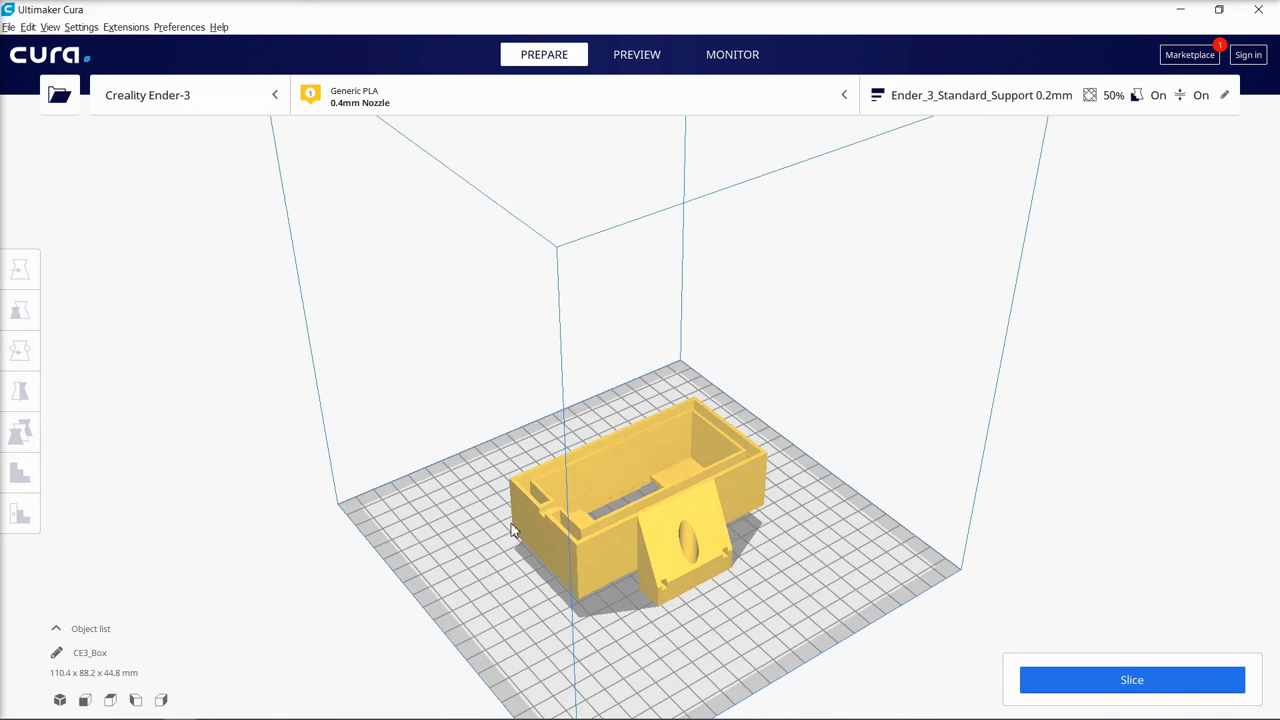 Ultimaker Cura
File Edit View Settings Extensions Preferences Help
cura.
PREPARE
PREVIEW
MONITOR
Marketplace
1
Sign in
Creality Ender-3
1
Generic PLA
0.4mm Nozzle
Ender_3_Standard_Support 0.2mm
50%
On
On
Object list
CE3_Box
110.4 x 88.2 x 44.8 mm
Slice